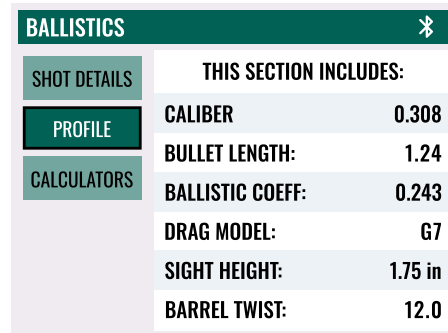 BALLISTICS
SHOT DETAILS
PROFILE
CALCULATORS
THIS SECTION INCLUDES:
CALIBER 0.308
BULLET LENGTH: 1.24
BALLISTIC COEFF: 0.243
DRAG MODEL: G7
SIGHT HEIGHT: 1.75 in
BARREL TWIST: 12.0